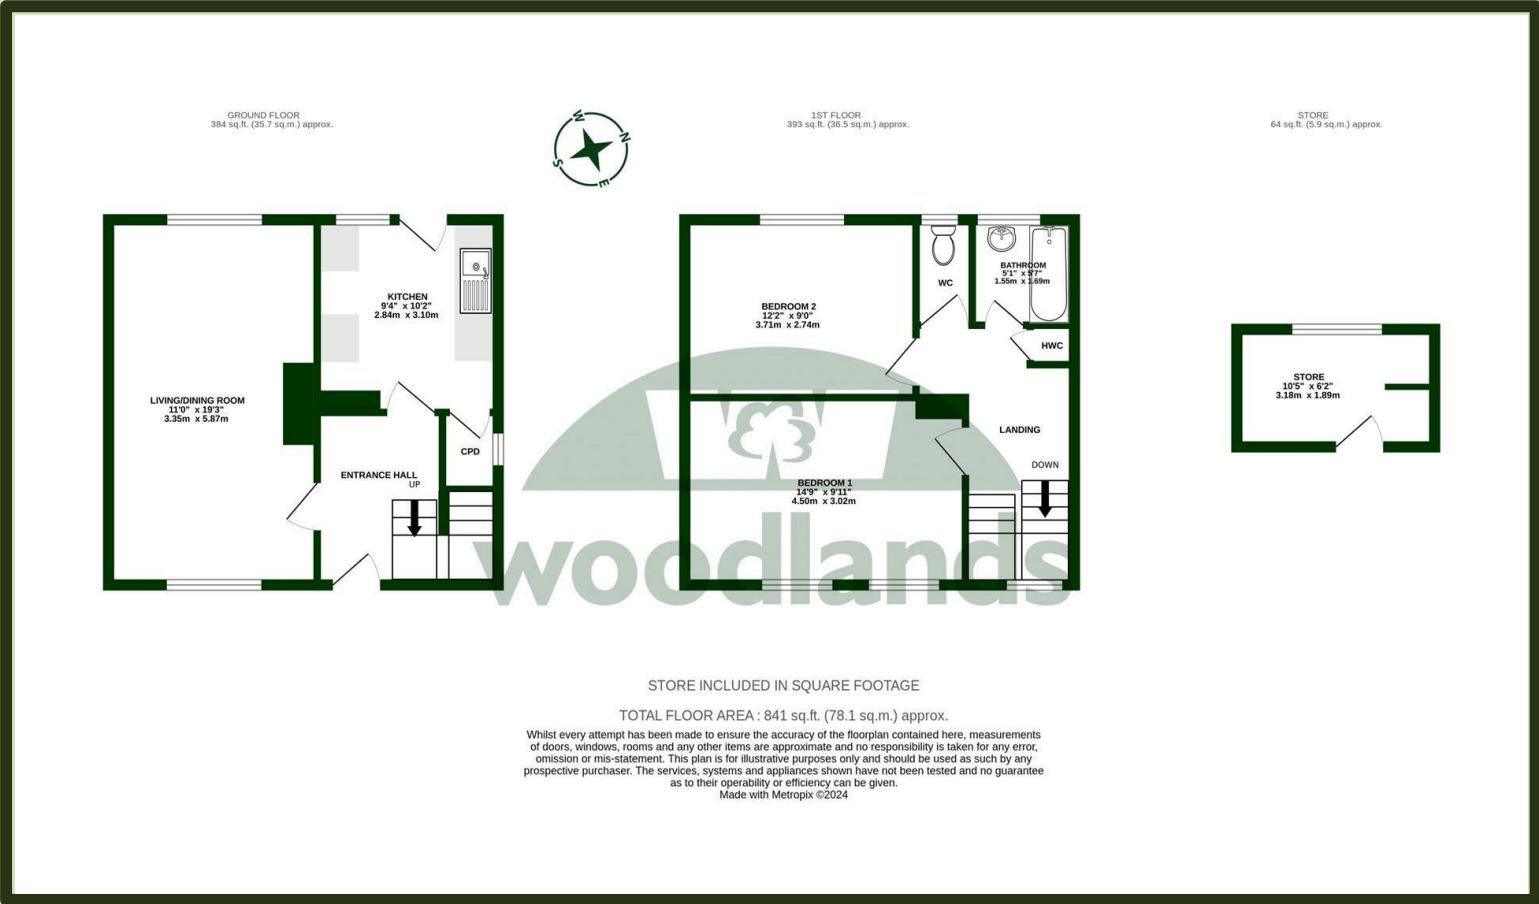 GROUND FLOOR
384 sq.ft. (35.7 sq.m.) approx.
1ST FLOOR
393 sq.ft. (36.5 sq.m.) approx.
STORE
64 sq.ft. (5.9 sq.m.) approx.
W
N
S
E
KITCHEN
9'4" x 10'2"
2.84m x 3.10m
LIVING/DINING ROOM
11'0" x 19'3"
3.35m x 5.87m
CPD
ENTRANCE HALL
UP
BATHROOM
5'1" x 5'7"
1.55m x 1.69m
WC
BEDROOM 2
12'2" x 9'0"
3.71m x 2.74m
HWC
LANDING
DOWN
BEDROOM 1
14'9" x 9'11"
4.50m x 3.02m
STORE
10'5" x 6'2"
3.18m x 1.89m
woodlands
STORE INCLUDED IN SQUARE FOOTAGE
TOTAL FLOOR AREA : 841 sq.ft. (78.1 sq.m.) approx.
Whilst every attempt has been made to ensure the accuracy of the floorplan contained here, measurements
of doors, windows, rooms and any other items are approximate and no responsibility is taken for any error,
omission or mis-statement. This plan is for illustrative purposes only and should be used as such by any
prospective purchaser. The services, systems and appliances shown have not been tested and no guarantee
as to their operability or efficiency can be given.
Made with Metropix ©2024